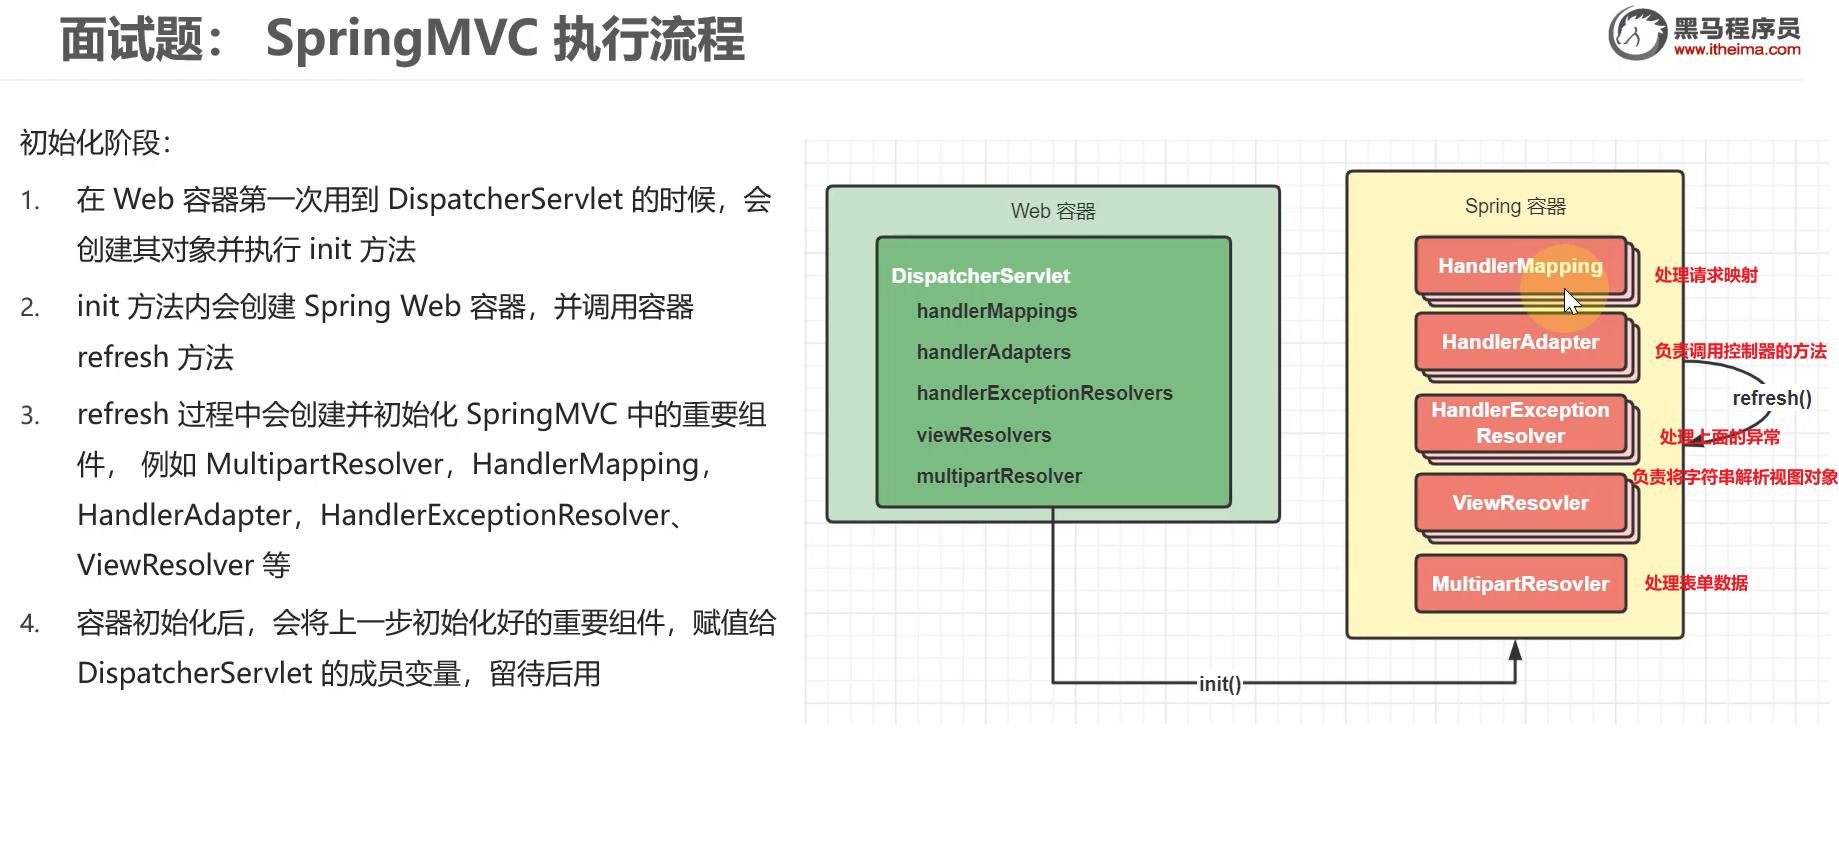 面试题： SpringMVC 执行流程
黑马程序员
www.itheima.com
初始化阶段：
1. 在 Web 容器第一次用到 DispatcherServlet 的时候，会
创建其对象并执行 init 方法
2. init 方法内会创建 Spring Web 容器，并调用容器
refresh 方法
3. refresh 过程中会创建并初始化 SpringMVC 中的重要组
件， 例如 MultipartResolver，HandlerMapping，
HandlerAdapter，HandlerExceptionResolver、
ViewResolver 等
4. 容器初始化后，会将上一步初始化好的重要组件，赋值给
DispatcherServlet 的成员变量，留待后用
Web 容器
DispatcherServlet
handlerMappings
handlerAdapters
handlerExceptionResolvers
viewResolvers
multipartResolver
init()
Spring 容器
HandlerMapping
处理请求映射
HandlerAdapter
负责调用控制器的方法
refresh()
HandlerException
Resolver
处理上面的异常
负责将字符串解析视图对象
ViewResovler
MultipartResovler
处理表单数据